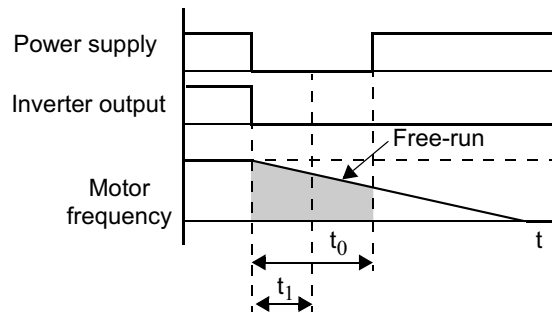 Power supply
Inverter output
Free-run
Motor
frequency
t0
t
t1